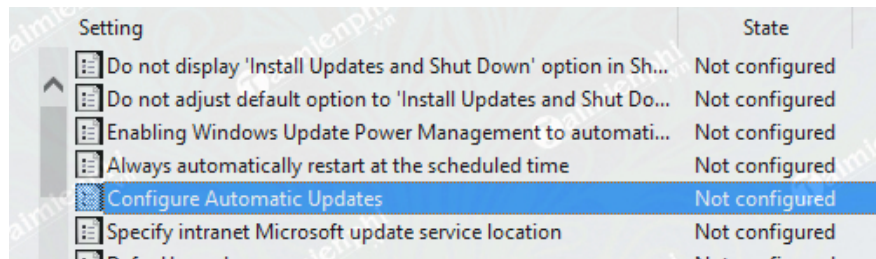 Setting State
Do not display 'Install Updates and Shut Down' option in Sh... Not configured
Do not adjust default option to 'Install Updates and Shut Do... Not configured
Enabling Windows Update Power Management to automati... Not configured
Always automatically restart at the scheduled time Not configured
Configure Automatic Updates Not configured
Specify intranet Microsoft update service location Not configured